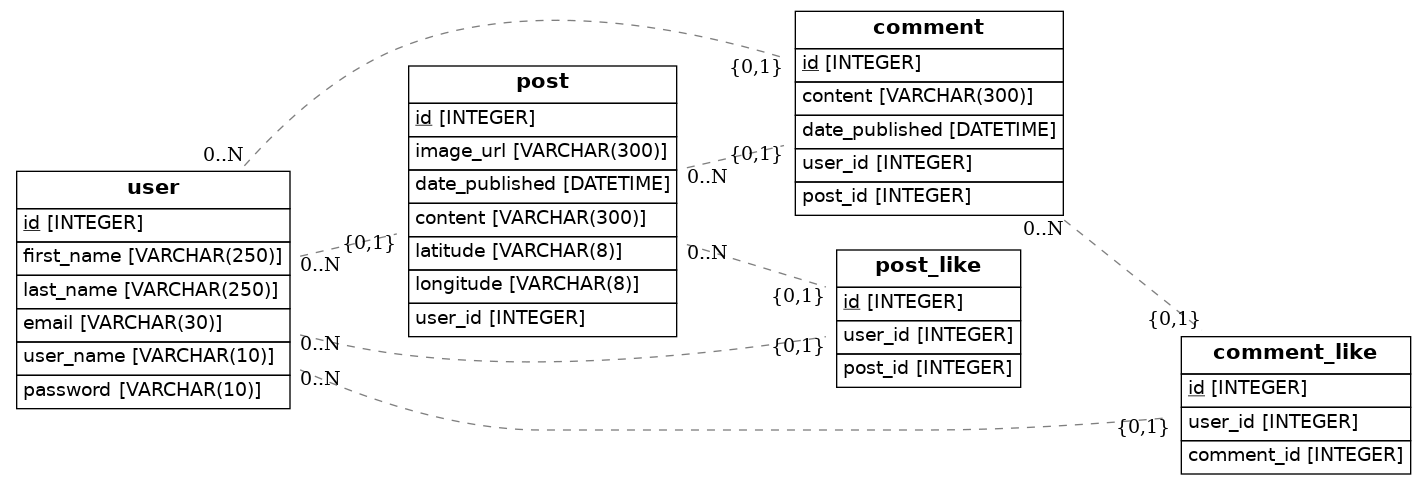 user
id [INTEGER]
first_name [VARCHAR(250)]
last_name [VARCHAR(250)]
email [VARCHAR(30)]
user_name [VARCHAR(10)]
password [VARCHAR(10)]
0..N
0..N
0..N
0..N
{0,1}
post
id [INTEGER]
image_url [VARCHAR(300)]
date_published [DATETIME]
content [VARCHAR(300)]
latitude [VARCHAR(8)]
longitude [VARCHAR(8)]
user_id [INTEGER]
0..N
0..N
{0,1}
{0,1}
comment
id [INTEGER]
content [VARCHAR(300)]
date_published [DATETIME]
user_id [INTEGER]
post_id [INTEGER]
0..N
{0,1}
{0,1}
post_like
id [INTEGER]
user_id [INTEGER]
post_id [INTEGER]
{0,1}
{0,1}
comment_like
id [INTEGER]
user_id [INTEGER]
comment_id [INTEGER]